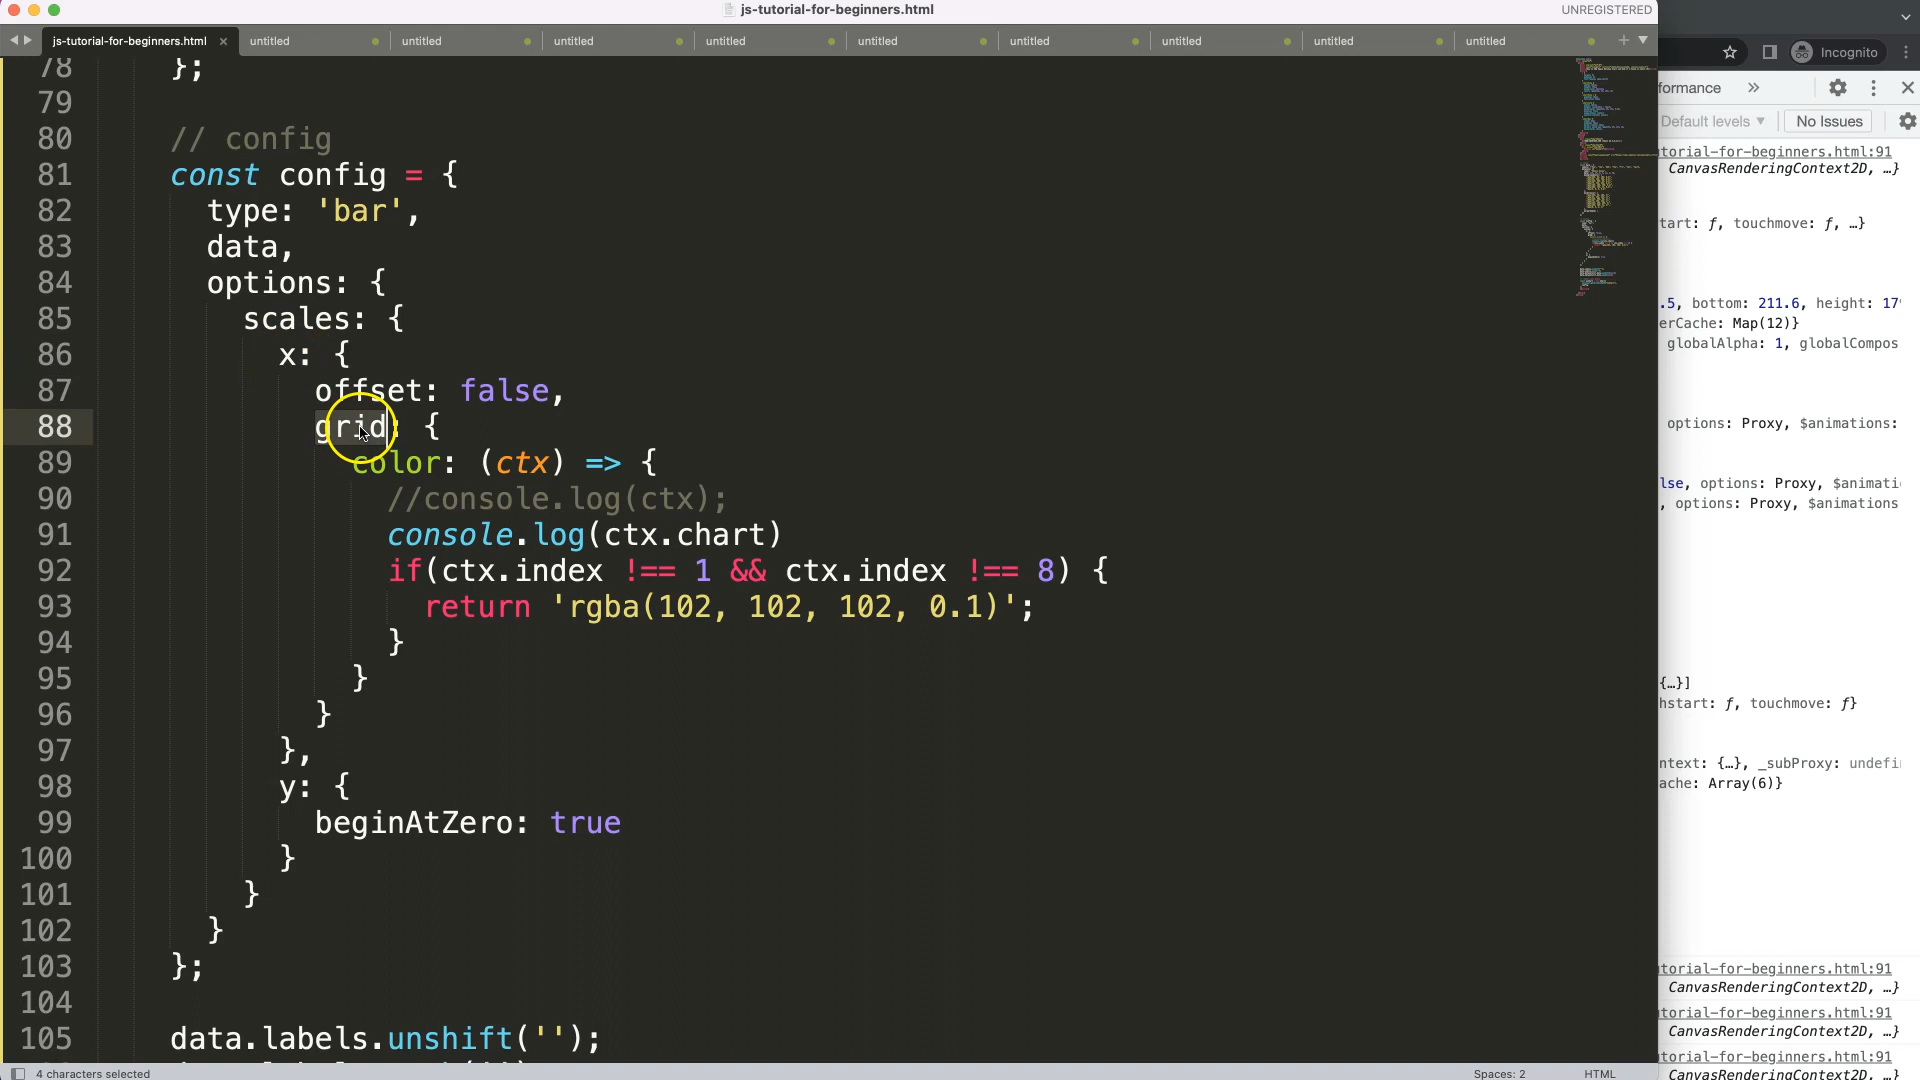 js-tutorial-for-beginners.html
UNREGISTERED
js-tutorial-for-beginners.html × untitled untitled untitled untitled untitled untitled untitled untitled untitled
Incognito
formance »
Default levels ▼ No Issues
78 };
79
80 // config
81 const config = {
82 type: 'bar',
83 data,
84 options: {
85 scales: {
86 x: {
87 offset: false,
88 grid: {
89 color: (ctx) => {
90 //console.log(ctx);
91 console.log(ctx.chart)
92 if(ctx.index !== 1 && ctx.index !== 8) {
93 return 'rgba(102, 102, 102, 0.1)';
94 }
95 }
96 }
97 },
98 y: {
99 beginAtZero: true
100 }
101 }
102 }
103 };
104
105 data.labels.unshift('');
torial-for-beginners.html:91
CanvasRenderingContext2D, …}
tart: ƒ, touchmove: ƒ, …}
.5, bottom: 211.6, height: 17
erCache: Map(12)}
globalAlpha: 1, globalCompos
options: Proxy, $animations:
lse, options: Proxy, $animati
, options: Proxy, $animations
{…}]
hstart: ƒ, touchmove: ƒ}
ntext: {…}, _subProxy: undefi
ache: Array(6)}
torial-for-beginners.html:91
CanvasRenderingContext2D, …}
torial-for-beginners.html:91
CanvasRenderingContext2D, …}
torial-for-beginners.html:91
CanvasRenderingContext2D, …}
4 characters selected
Spaces: 2
HTML